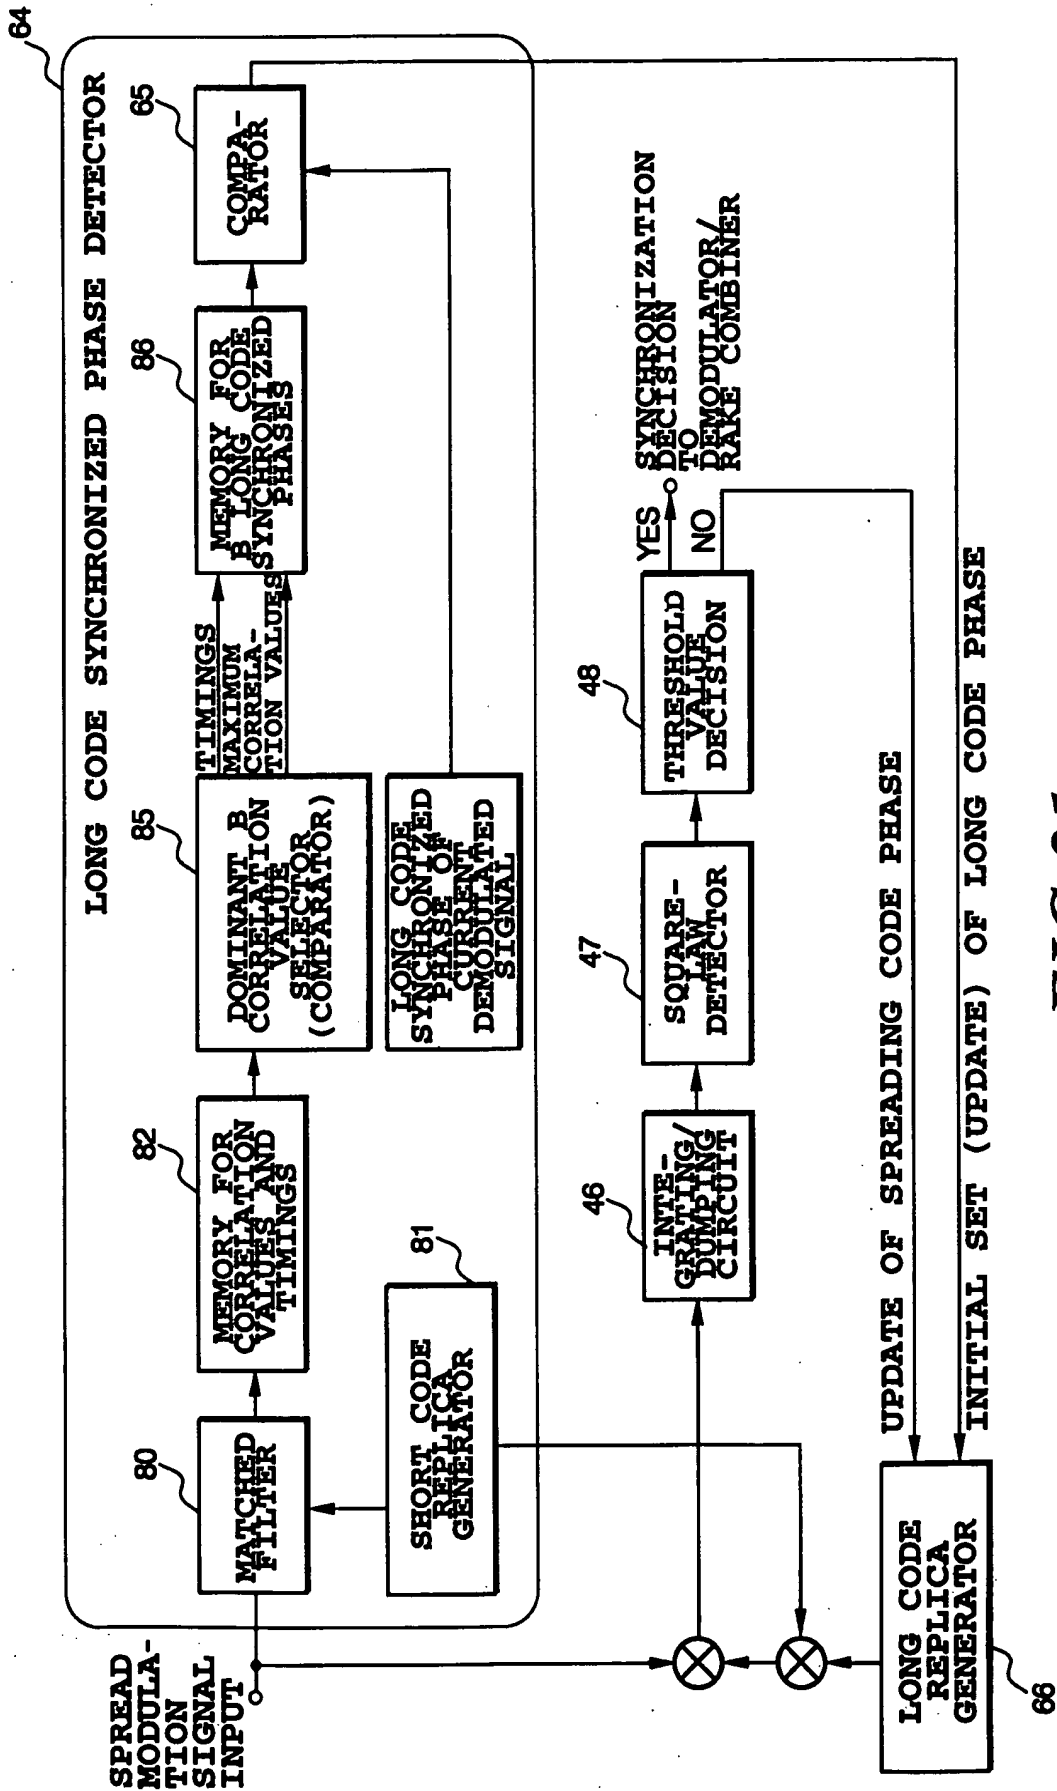 64
LONG CODE SYNCHRONIZED PHASE DETECTOR
SPREAD
MODULA-
TION
SIGNAL
INPUT
80
MATCHED
FILTER
82
MEMORY FOR
CORRELATION
VALUES AND
TIMINGS
85
DOMINANT B
CORRELATION
VALUE
SELECTOR
(COMPARATOR)
TIMINGS
MAXIMUM
CORRELA-
TION VALUES
86
MEMORY FOR
B LONG CODE
SYNCHRONIZED
PHASES
65
COMPA-
RATOR
SHORT CODE
REPLICA
GENERATOR
81
LONG CODE
SYNCHRONIZED
PHASE OF
CURRENT
DEMODULATED
SIGNAL
46
INTE-
GRATING/
DUMPING
CIRCUIT
47
SQUARE-
LAW
DETECTOR
48
THRESHOLD
VALUE
DECISION
YES
NO
SYNCHRONIZATION
DECISION
TO
DEMODULATOR/
RAKE COMBINER
LONG CODE
REPLICA
GENERATOR
66
UPDATE OF SPREADING CODE PHASE
INITIAL SET (UPDATE) OF LONG CODE PHASE